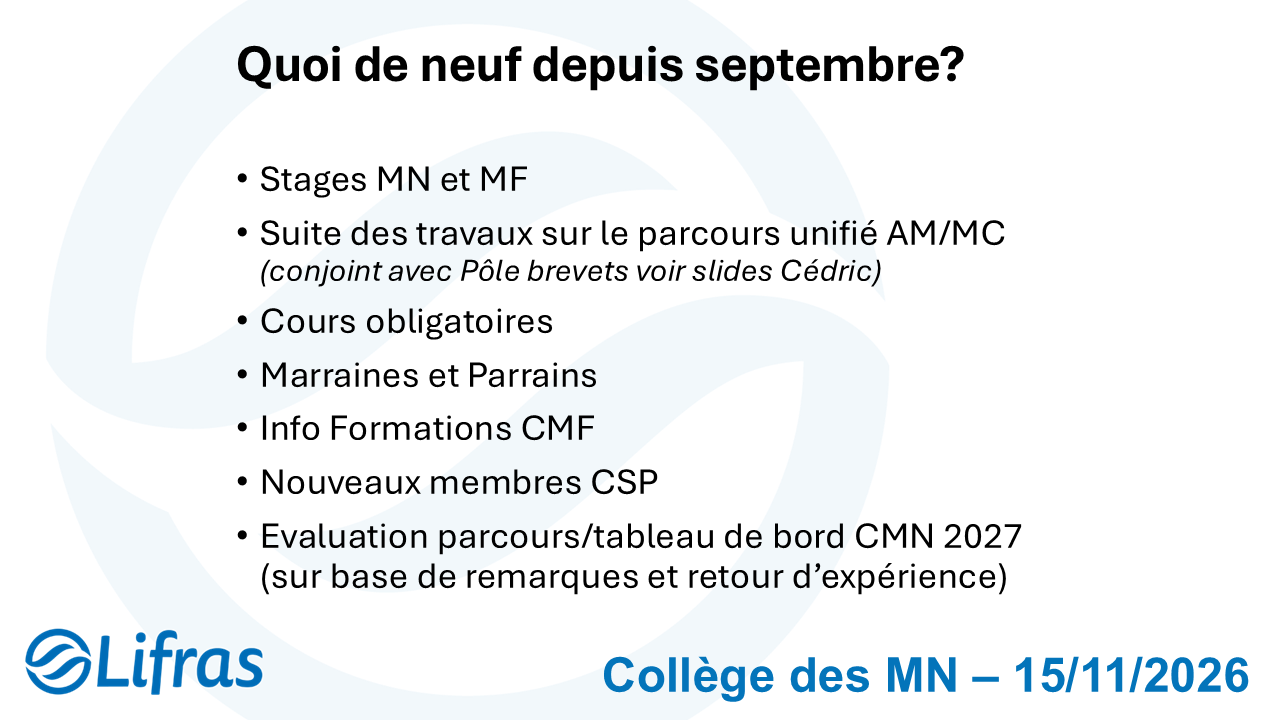 Quoi de neuf depuis septembre?
• Stages MN et MF
• Suite des travaux sur le parcours unifié AM/MC
(conjoint avec Pôle brevets voir slides Cédric)
• Cours obligatoires
• Marraines et Parrains
• Info Formations CMF
• Nouveaux membres CSP
• Evaluation parcours/tableau de bord CMN 2027
(sur base de remarques et retour d’expérience)
Lifras
Collège des MN – 15/11/2026